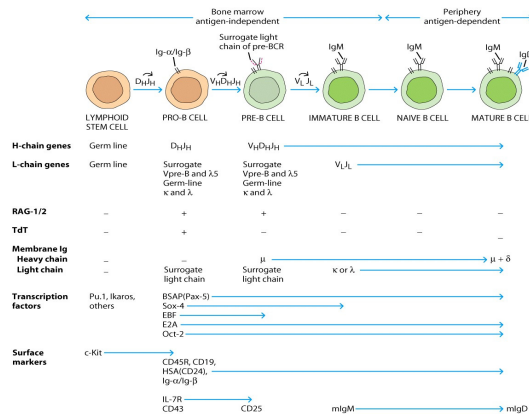 Bone marrow
antigen-independent
Periphery
antigen-dependent
Surrogate light
chain of pre-BCR
Ig-α/Ig-β
IgM
IgM
IgM
DHJH
VHDHJH
VL JL
LYMPHOID
STEM CELL
PRO-B CELL
PRE-B CELL
IMMATURE B CELL
NAIVE B CELL
MATURE B CELL
H-chain genes Germ line DHJH VHDHJH
L-chain genes Germ line Surrogate Surrogate VLJL
Vpre-B and λ5 Vpre-B and λ5
Germ-line Germ-line
κ and λ κ and λ
RAG-1/2 – + + – – –
TdT – + – – – –
Membrane Ig
Heavy chain – – μ μ + δ
Light chain – Surrogate Surrogate κ or λ
light chain light chain
Transcription Pu.1, Ikaros, BSAP(Pax-5)
factors others Sox-4
EBF
E2A
Oct-2
Surface c-Kit
markers CD45R, CD19,
HSA(CD24),
Ig-α/Ig-β
IL-7R
CD43 CD25 mIgM mIgD